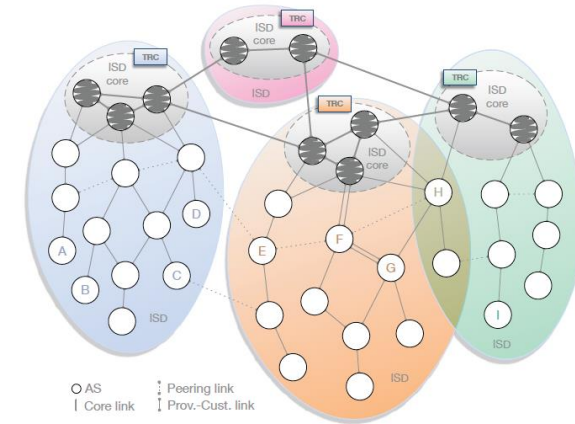 TRC
ISD
core
TRC
ISD
core
ISD
TRC
ISD
core
TRC
ISD
core
A
B
C
D
E
F
G
H
I
ISD
ISD
ISD
AS
Peering link
Core link
Prov.-Cust. link